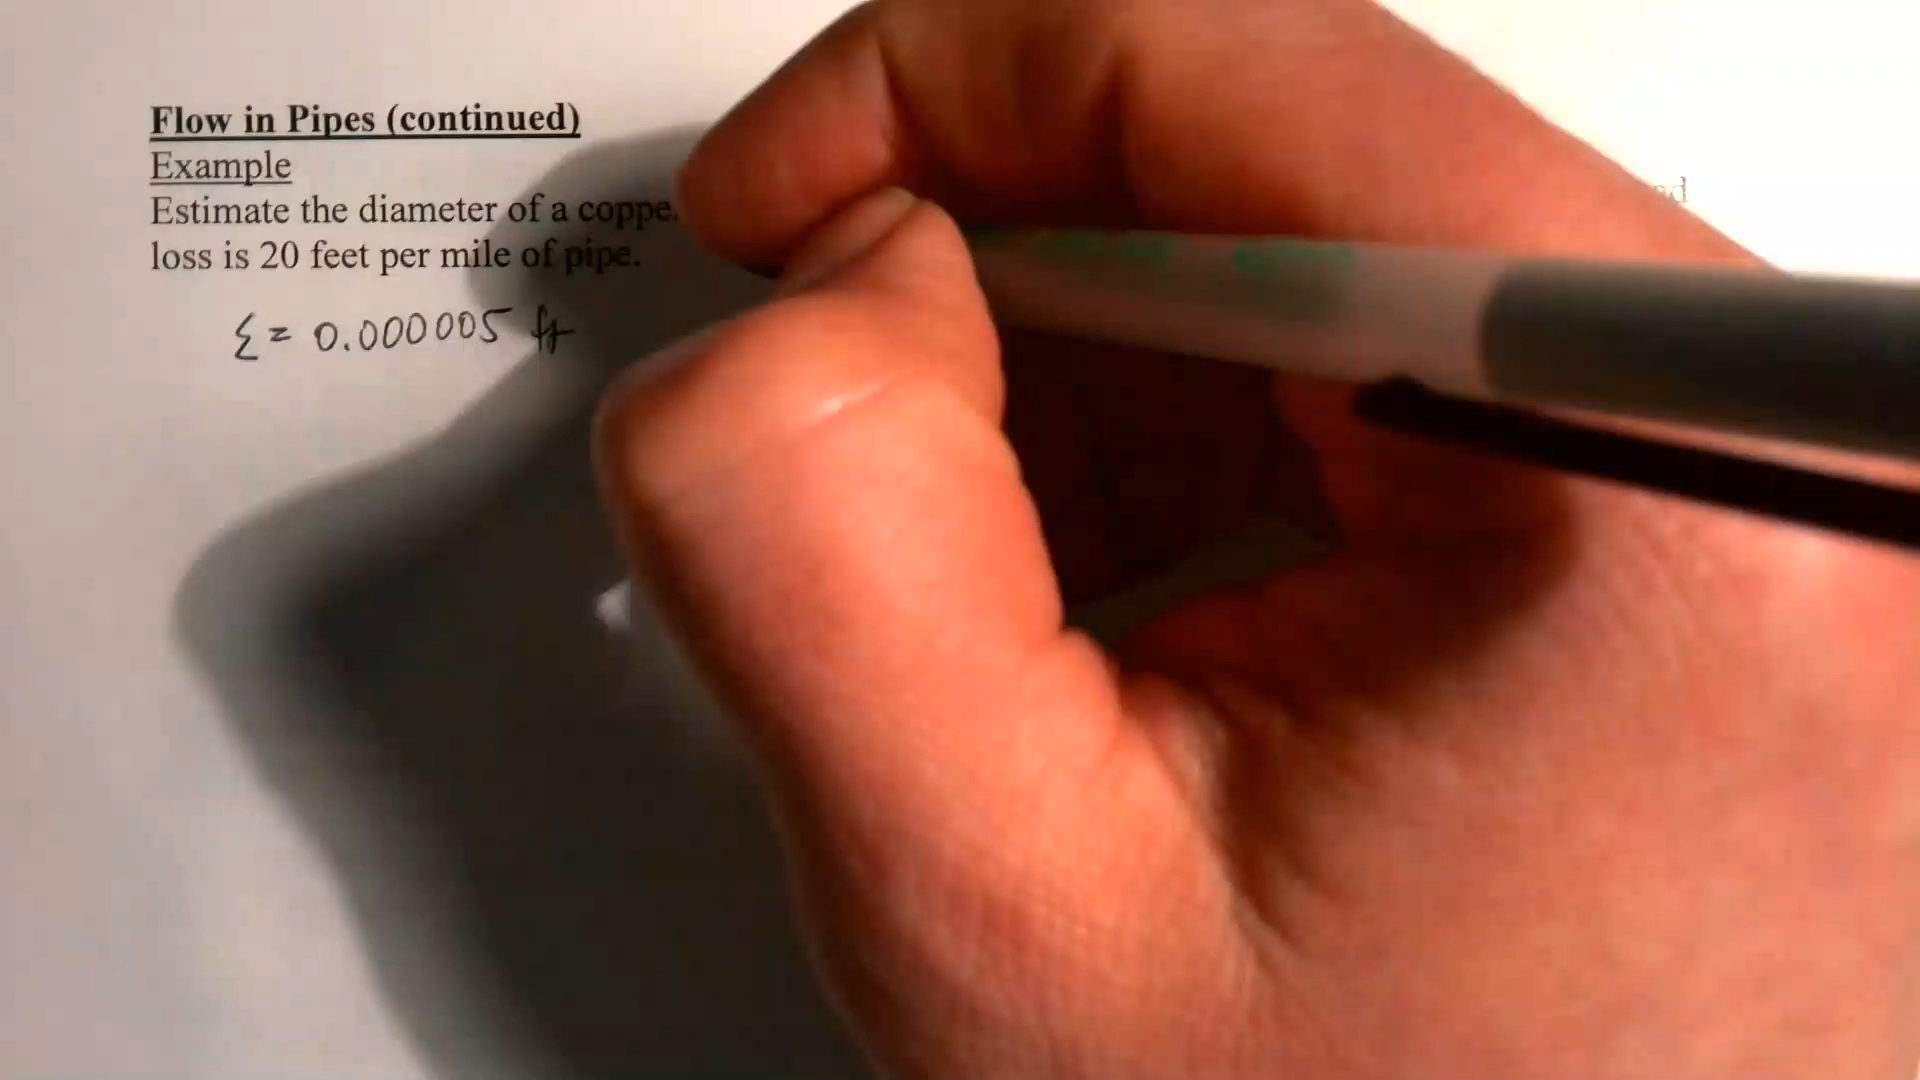 Flow in Pipes (continued)
Example
Estimate the diameter of a coppe
loss is 20 feet per mile of pipe.
ε = 0.000005 ft